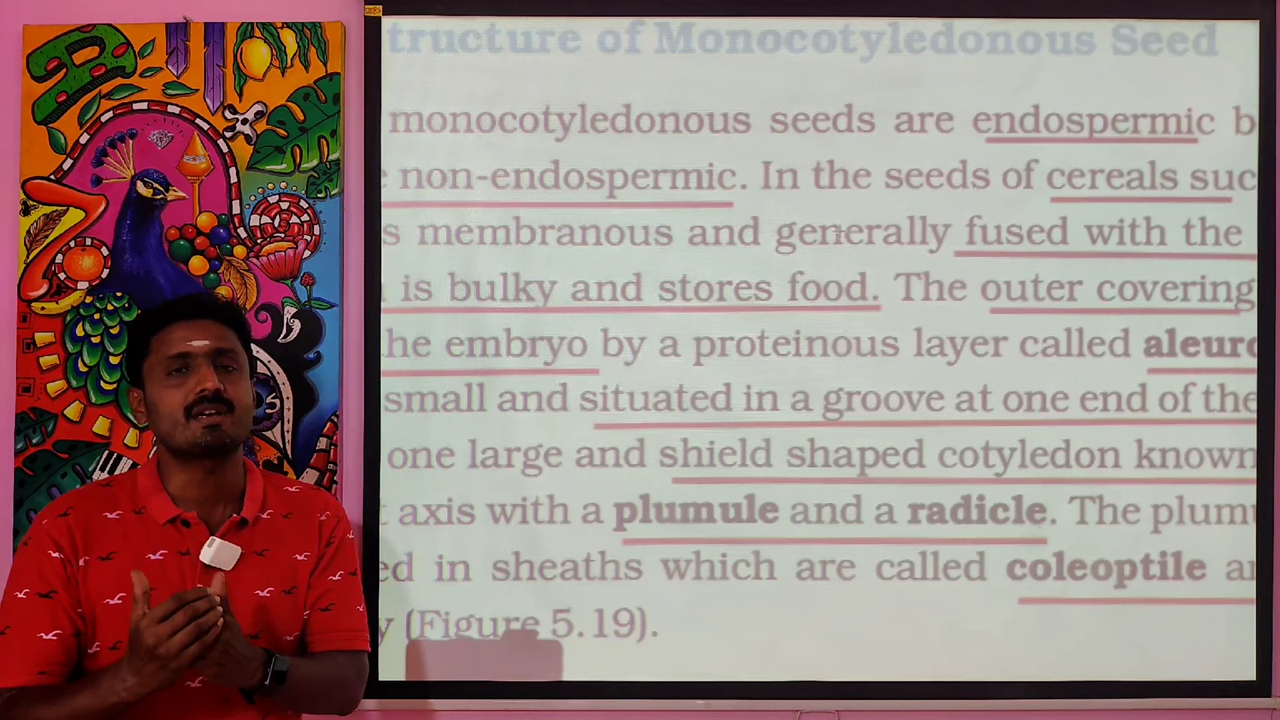 tructure of Monocotyledonous Seed
monocotyledonous seeds are endospermic b
non-endospermic. In the seeds of cereals suc
s membranous and generally fused with the
is bulky and stores food. The outer covering
he embryo by a proteinous layer called aleuro
small and situated in a groove at one end of the
one large and shield shaped cotyledon known
t axis with a plumule and a radicle. The plumu
ed in sheaths which are called coleoptile an
y (Figure 5.19).